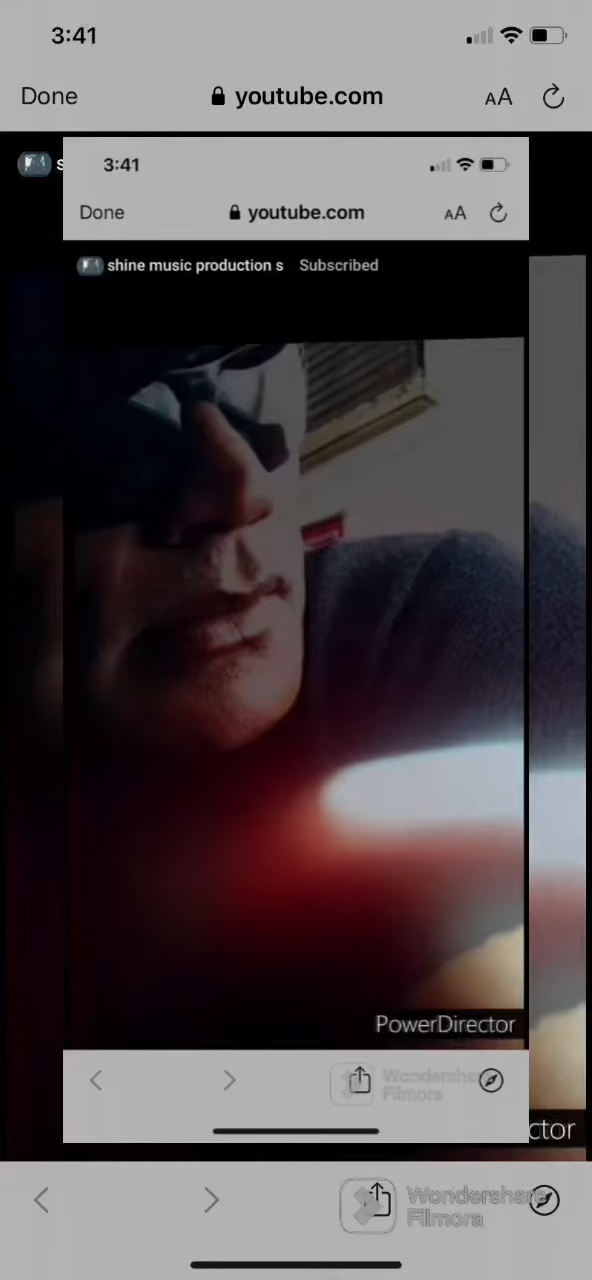 3:41
Done youtube.com AA
s
3:41
Done youtube.com AA
shine music production s Subscribed
PowerDirector
Wondersha
Filmora
ctor
Wondershare
Filmora